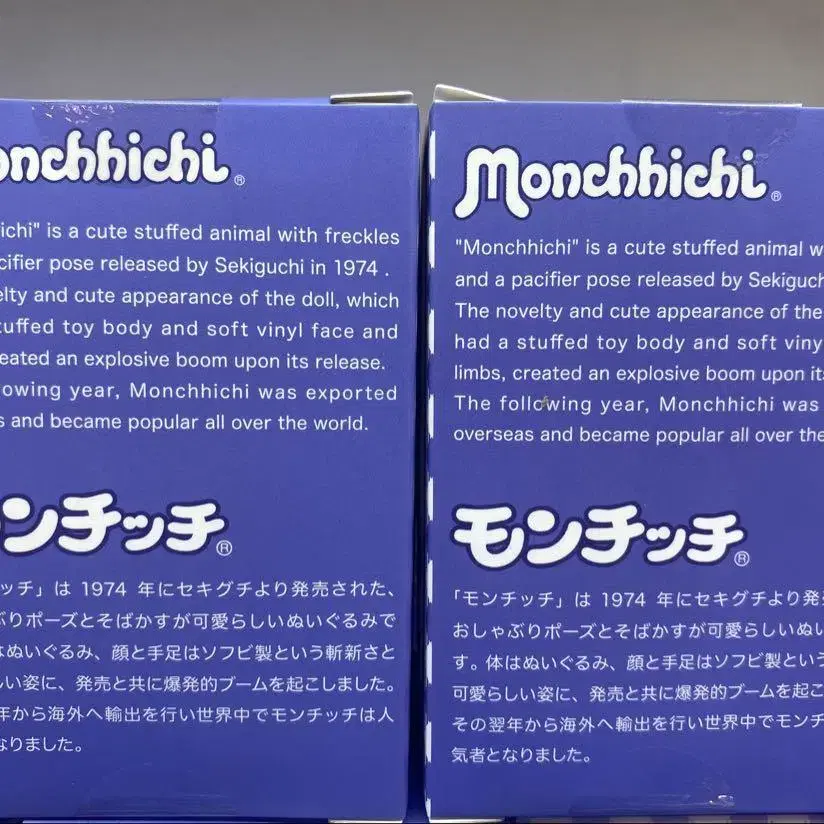 onchhichi®
ichi" is a cute stuffed animal with freckles
cifier pose released by Sekiguchi in 1974 .
elty and cute appearance of the doll, which
tuffed toy body and soft vinyl face and
reated an explosive boom upon its release.
owing year, Monchhichi was exported
s and became popular all over the world.
ンチッチ®
ッチ」は 1974 年にセキグチより発売された、
ぶりポーズとそばかすが可愛らしいぬいぐるみで
はぬいぐるみ、顔と手足はソフビ製という斬新さと
しい姿に、発売と共に爆発的ブームを起こしました。
年から海外へ輸出を行い世界中でモンチッチは人
なりました。
Monchhichi®
"Monchhichi" is a cute stuffed animal w
and a pacifier pose released by Sekiguch
The novelty and cute appearance of the
had a stuffed toy body and soft viny
limbs, created an explosive boom upon its
The following year, Monchhichi was
overseas and became popular all over the
モンチッチ®
「モンチッチ」は 1974 年にセキグチより発売
おしゃぶりポーズとそばかすが可愛らしいぬい
す。体はぬいぐるみ、顔と手足はソフビ製という
可愛らしい姿に、発売と共に爆発的ブームを起こ
その翌年から海外へ輸出を行い世界中でモンチ
気者となりました。